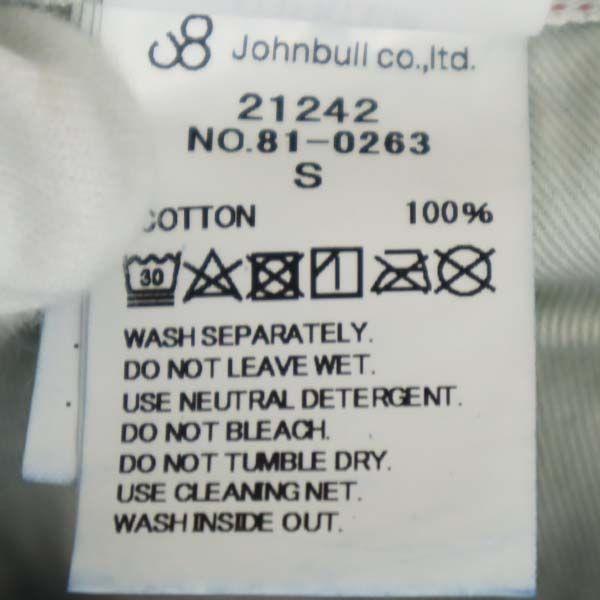 Johnbull co.,ltd.
21242
NO.81-0263
S
COTTON 100%
30
WASH SEPARATELY.
DO NOT LEAVE WET.
USE NEUTRAL DETERGENT.
DO NOT BLEACH.
DO NOT TUMBLE DRY.
USE CLEANING NET.
WASH INSIDE OUT.